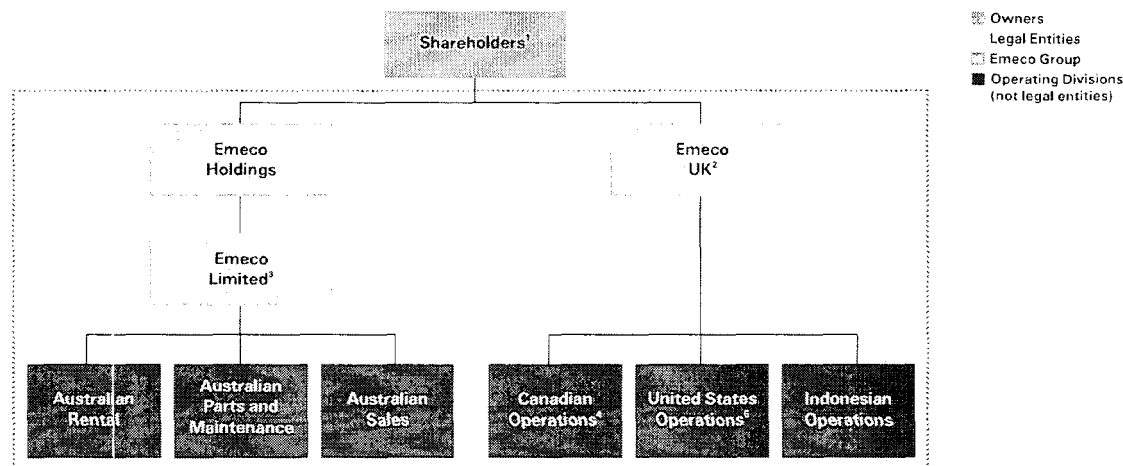 Shareholders¹
Owners
Legal Entities
Emeco Group
Operating Divisions
(not legal entities)
Emeco
Holdings
Emeco
UK²
Emeco
Limited³
Australian
Rental
Australian
Parts and
Maintenance
Australian
Sales
Canadian
Operations⁴
United States
Operations⁵
Indonesian
Operations